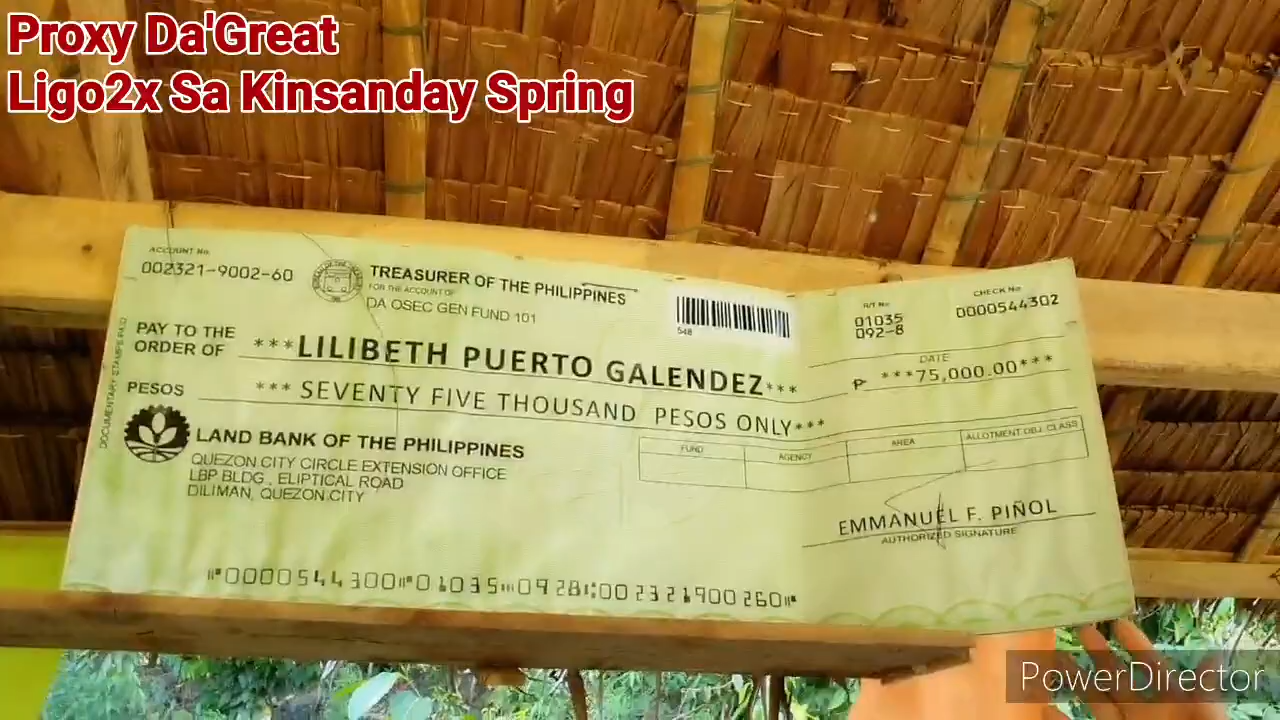 Proxy Da'Great
Ligo2x Sa Kinsanday Spring
ACCOUNT No.
002321-9002-60
TREASURER OF THE PHILIPPINES
FOR THE ACCOUNT OF
DA OSEC GEN FUND 101
548
R/T No.
01035
092-8
CHECK No.
0000544302
PAY TO THE
ORDER OF
***LILIBETH PUERTO GALENDEZ***
DATE
₱ ***75,000.00***
PESOS
*** SEVENTY FIVE THOUSAND PESOS ONLY***
DOCUMENTARY STAMPS PAID
LAND BANK OF THE PHILIPPINES
QUEZON CITY CIRCLE EXTENSION OFFICE
LBP BLDG., ELIPTICAL ROAD
DILIMAN, QUEZON CITY
FUND
AGENCY
AREA
ALLOTMENT OBJ. CLASS
EMMANUEL F. PIÑOL
AUTHORIZED SIGNATURE
⑈0000544300⑈01035⑉0928⑆002321900260⑈
PowerDirector